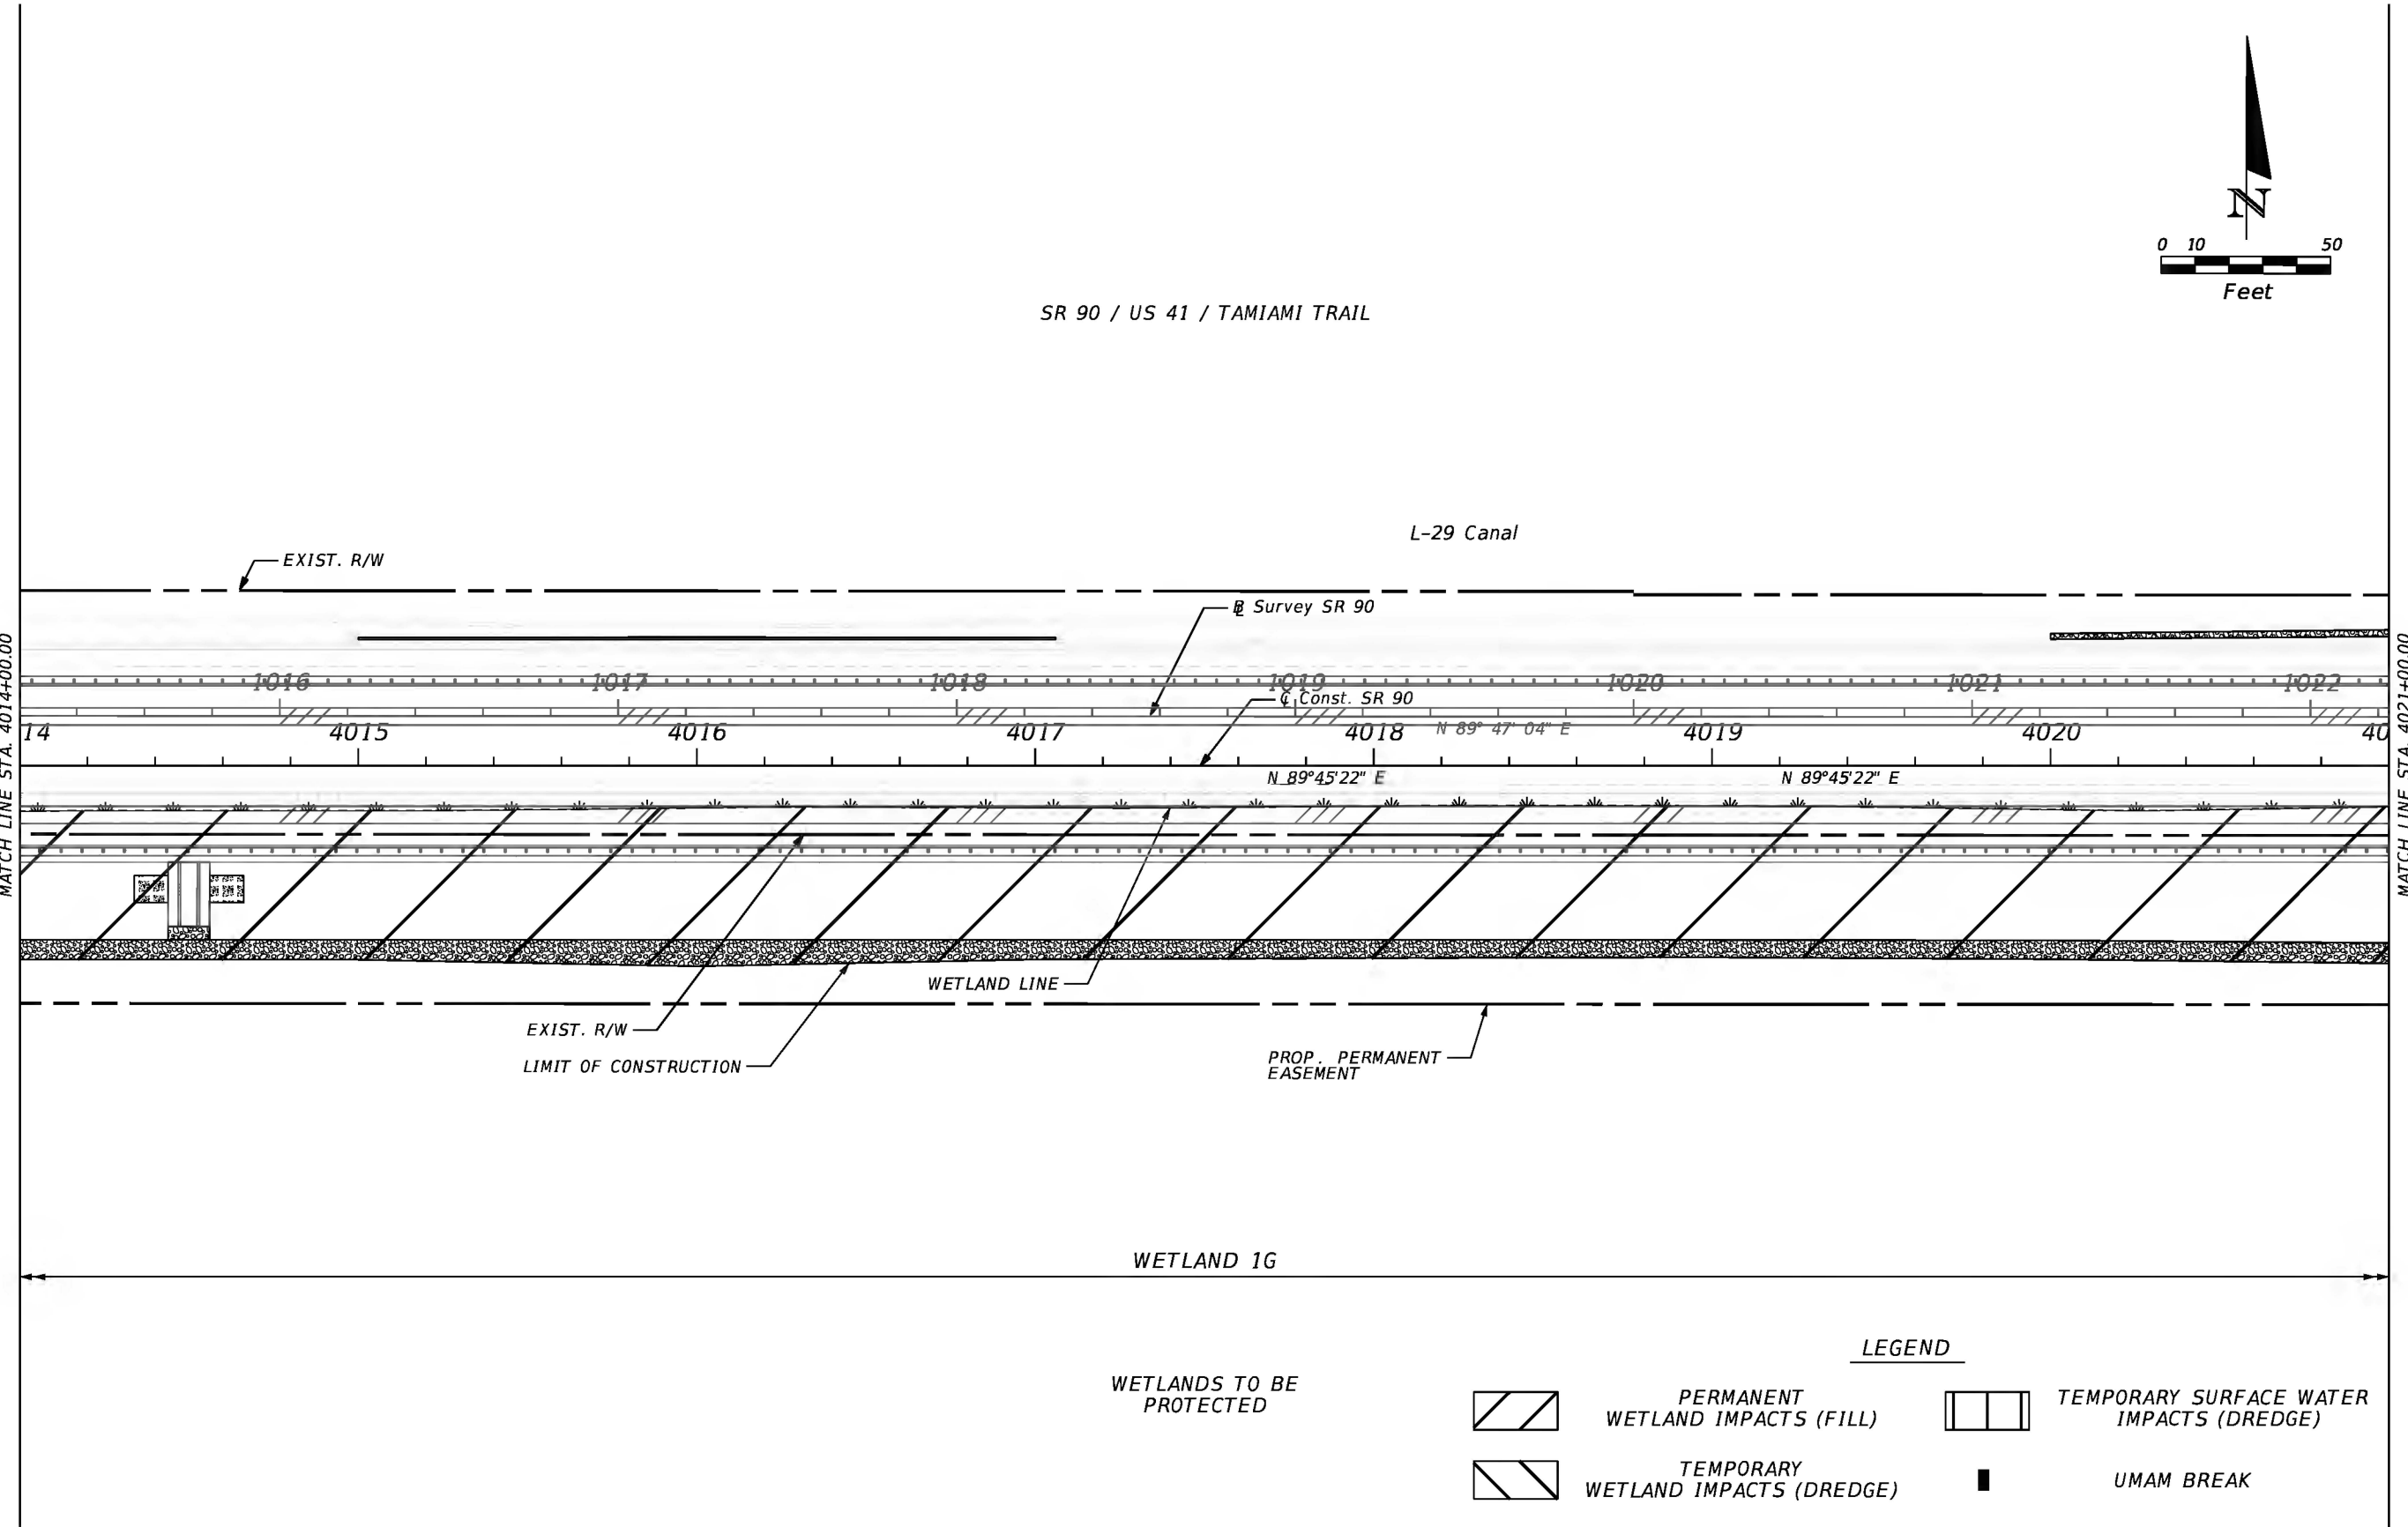 N
0 10 50
Feet
SR 90 / US 41 / TAMIAMI TRAIL
L-29 Canal
EXIST. R/W
℄ Survey SR 90
1016 1017 1018 1019 1020 1021 1022
℄ Const. SR 90
14 4015 4016 4017 4018 N 89° 47' 04" E 4019 4020 40
N 89°45'22" E N 89°45'22" E
MATCH LINE STA. 4014+00.00
MATCH LINE STA. 4021+00.00
WETLAND LINE
EXIST. R/W
LIMIT OF CONSTRUCTION
PROP. PERMANENT
EASEMENT
WETLAND 1G
WETLANDS TO BE
PROTECTED
LEGEND
PERMANENT
WETLAND IMPACTS (FILL)
TEMPORARY SURFACE WATER
IMPACTS (DREDGE)
TEMPORARY
WETLAND IMPACTS (DREDGE)
UMAM BREAK